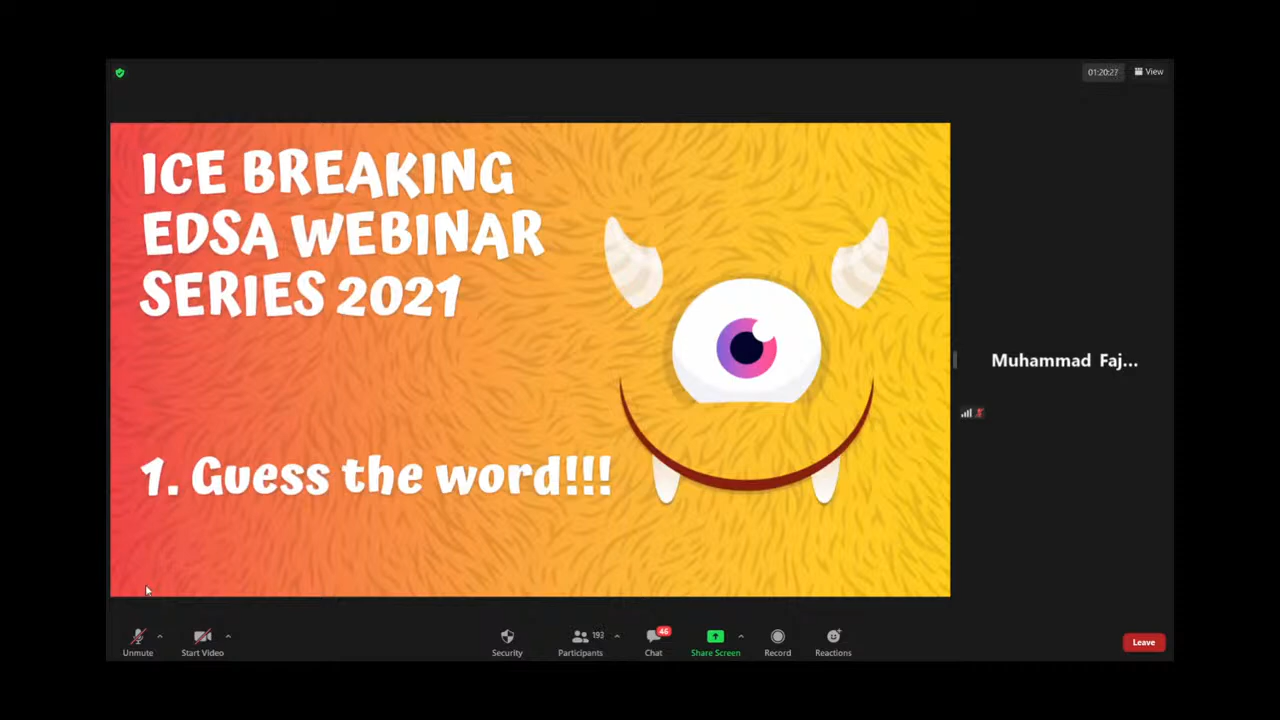 01:20:27
View
ICE BREAKING
EDSA WEBINAR
SERIES 2021
1. Guess the word!!!
Muhammad Faj...
Unmute
Start Video
Security
193
Participants
46
Chat
Share Screen
Record
Reactions
Leave